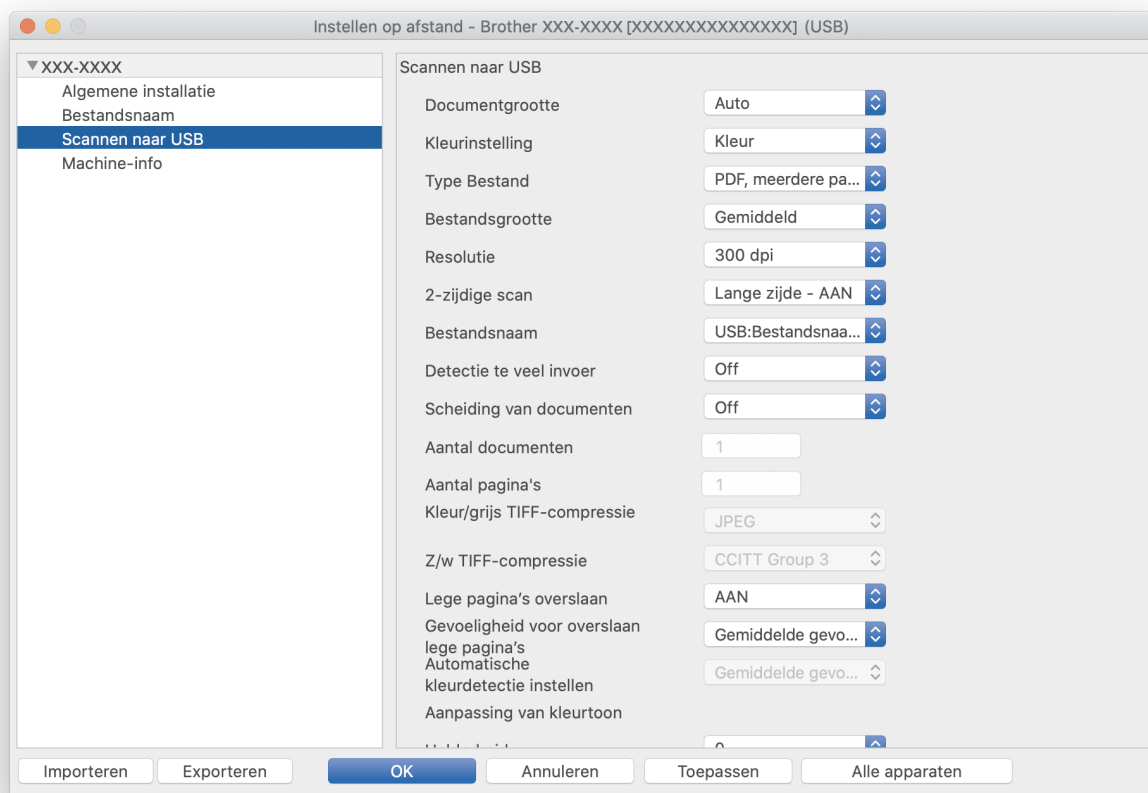 Instellen op afstand - Brother XXX-XXXX [XXXXXXXXXXXXXXX] (USB)
XXX-XXXX
Algemene installatie
Bestandsnaam
Scannen naar USB
Machine-info
Scannen naar USB
Documentgrootte Auto
Kleurinstelling Kleur
Type Bestand PDF, meerdere pa...
Bestandsgrootte Gemiddeld
Resolutie 300 dpi
2-zijdige scan Lange zijde - AAN
Bestandsnaam USB:Bestandsnaa...
Detectie te veel invoer Off
Scheiding van documenten Off
Aantal documenten 1
Aantal pagina's 1
Kleur/grijs TIFF-compressie JPEG
Z/w TIFF-compressie CCITT Group 3
Lege pagina’s overslaan AAN
Gevoeligheid voor overslaan
lege pagina’s Gemiddelde gevo...
Automatische
kleurdetectie instellen Gemiddelde gevo...
Aanpassing van kleurtoon
Importeren Exporteren OK Annuleren Toepassen Alle apparaten